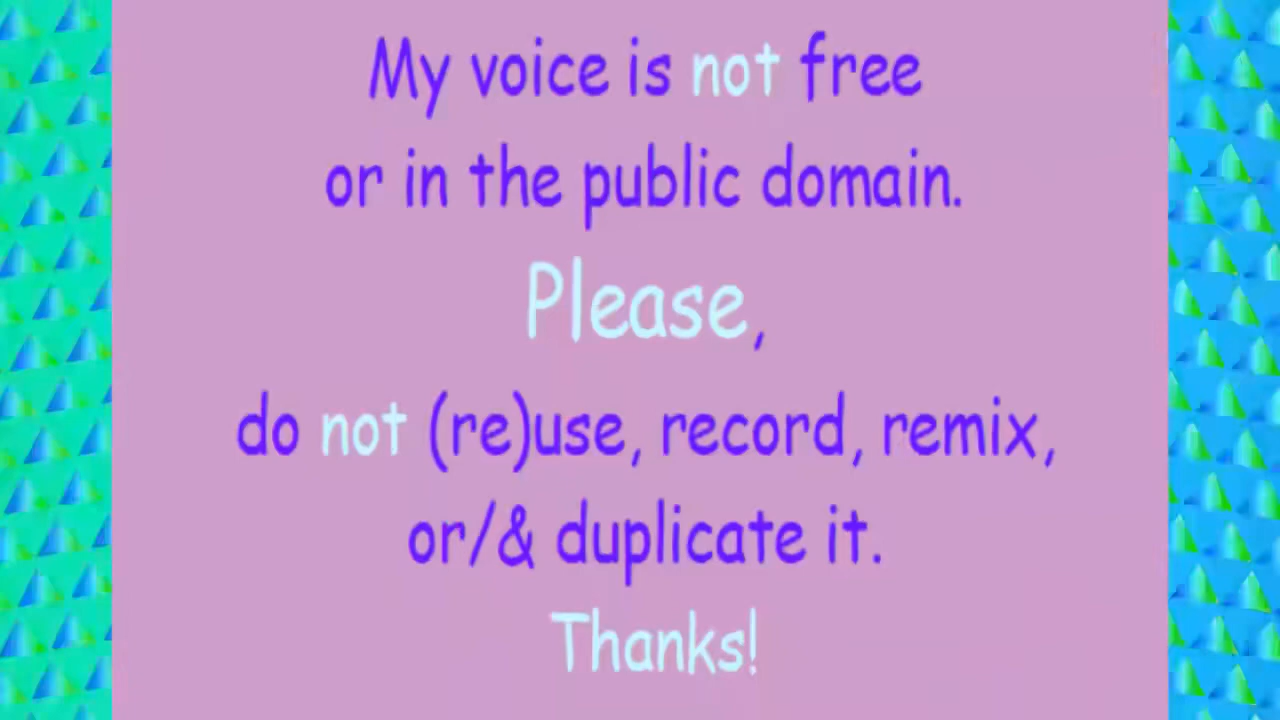 My voice is not free
or in the public domain.
Please,
do not (re)use, record, remix,
or/& duplicate it.
Thanks!